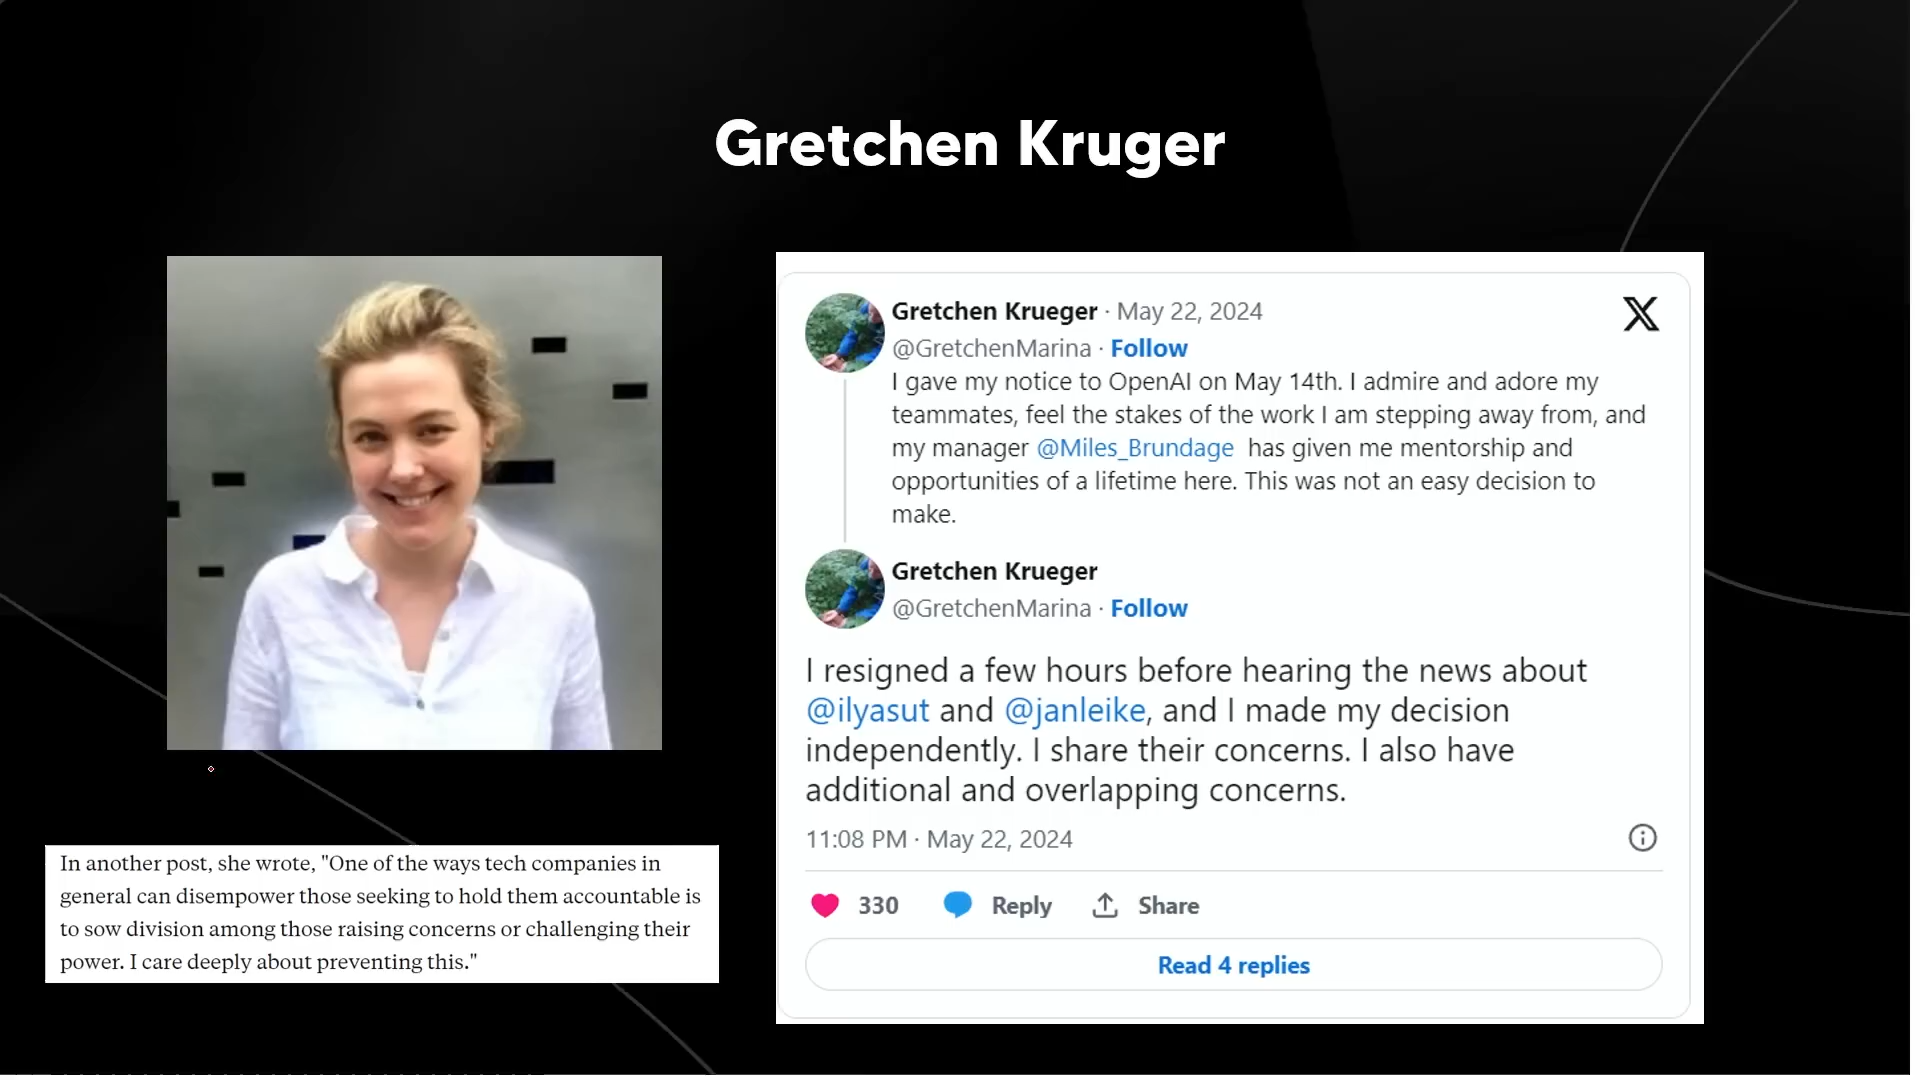 Gretchen Kruger
Gretchen Krueger · May 22, 2024
@GretchenMarina · Follow
I gave my notice to OpenAI on May 14th. I admire and adore my
teammates, feel the stakes of the work I am stepping away from, and
my manager @Miles_Brundage has given me mentorship and
opportunities of a lifetime here. This was not an easy decision to
make.
Gretchen Krueger
@GretchenMarina · Follow
I resigned a few hours before hearing the news about
@ilyasut and @janleike, and I made my decision
independently. I share their concerns. I also have
additional and overlapping concerns.
11:08 PM · May 22, 2024
330 Reply Share
Read 4 replies
In another post, she wrote, "One of the ways tech companies in
general can disempower those seeking to hold them accountable is
to sow division among those raising concerns or challenging their
power. I care deeply about preventing this."